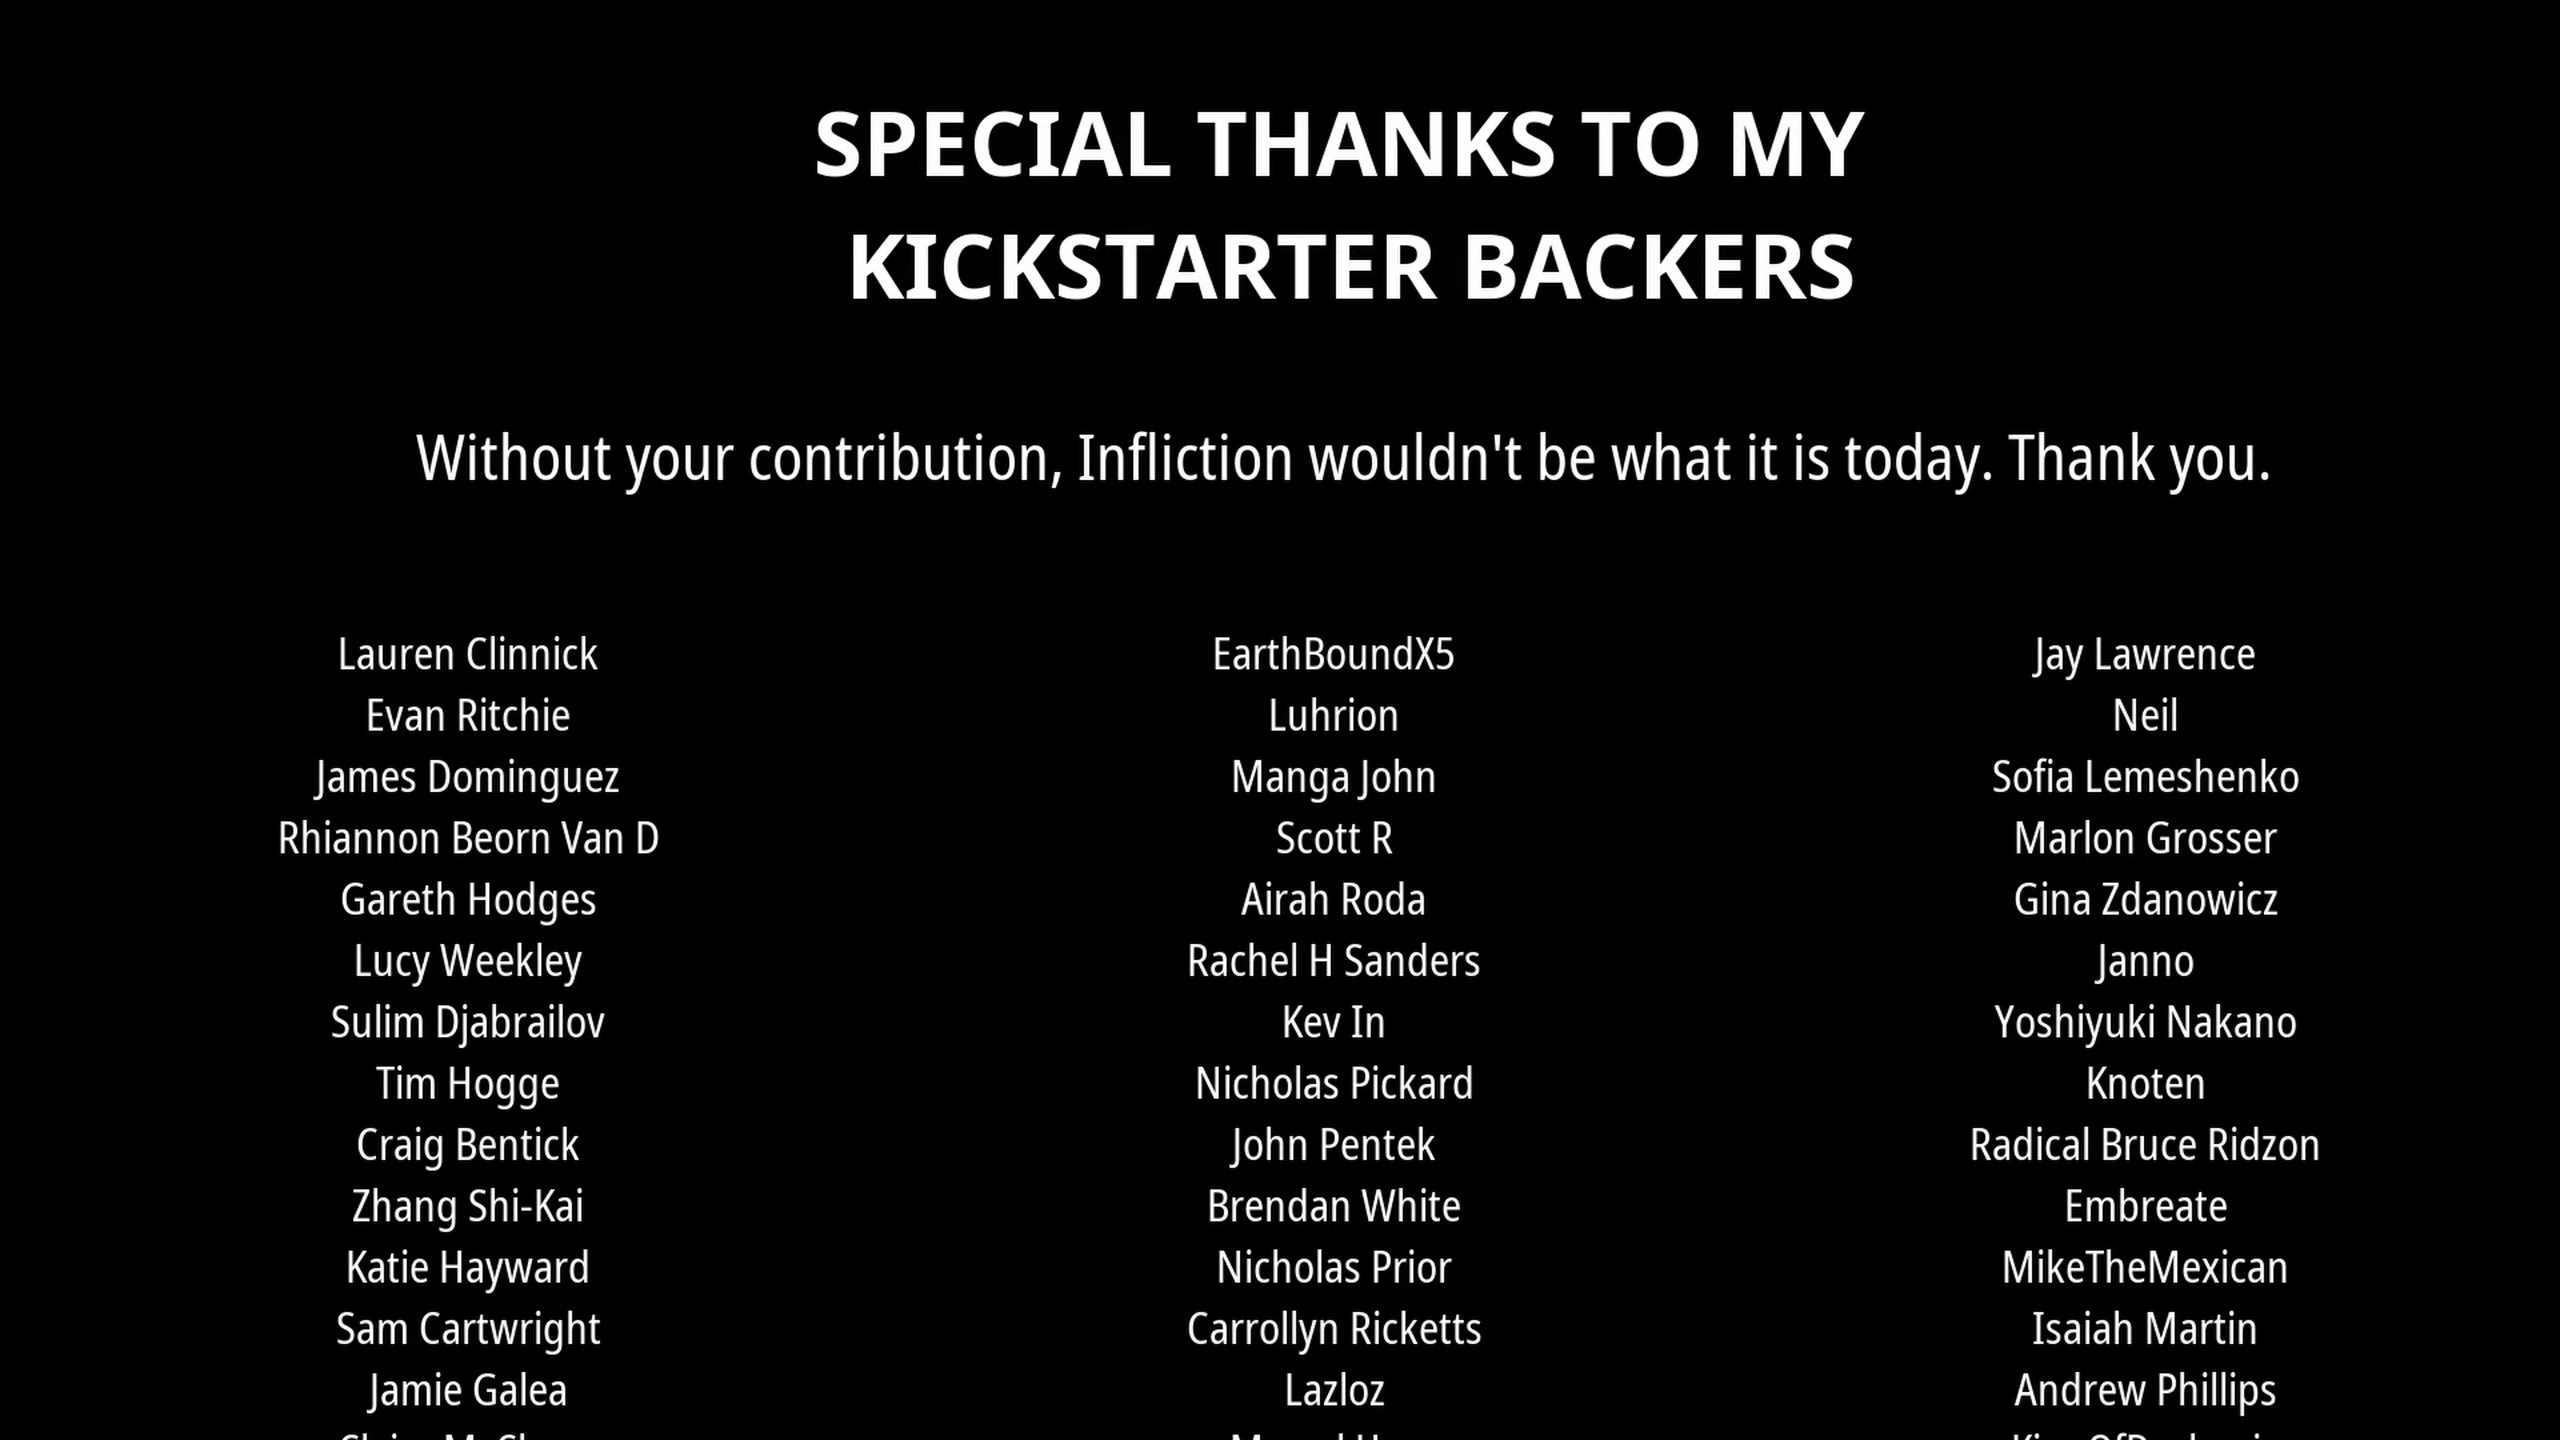 SPECIAL THANKS TO MY
KICKSTARTER BACKERS
Without your contribution, Infliction wouldn't be what it is today. Thank you.
Lauren Clinnick
Evan Ritchie
James Dominguez
Rhiannon Beorn Van D
Gareth Hodges
Lucy Weekley
Sulim Djabrailov
Tim Hogge
Craig Bentick
Zhang Shi-Kai
Katie Hayward
Sam Cartwright
Jamie Galea
EarthBoundX5
Luhrion
Manga John
Scott R
Airah Roda
Rachel H Sanders
Kev In
Nicholas Pickard
John Pentek
Brendan White
Nicholas Prior
Carrollyn Ricketts
Lazloz
Jay Lawrence
Neil
Sofia Lemeshenko
Marlon Grosser
Gina Zdanowicz
Janno
Yoshiyuki Nakano
Knoten
Radical Bruce Ridzon
Embreate
MikeTheMexican
Isaiah Martin
Andrew Phillips